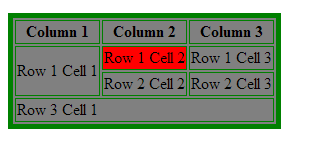 Column 1 Column 2 Column 3
Row 1 Cell 1 Row 1 Cell 2 Row 1 Cell 3
Row 2 Cell 2 Row 2 Cell 3
Row 3 Cell 1